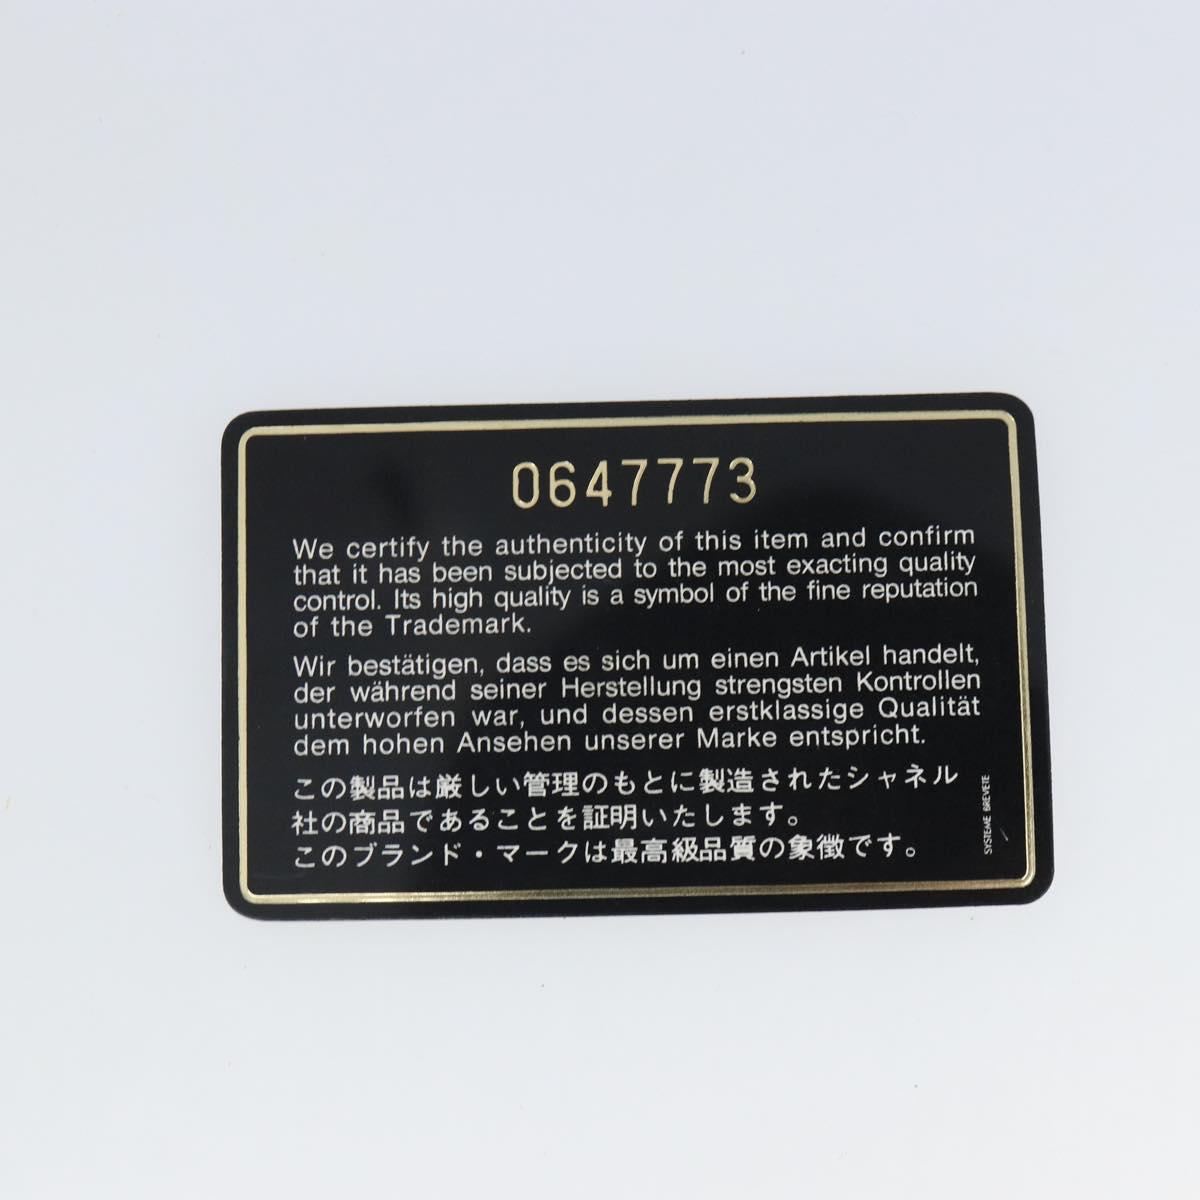 0647773
We certify the authenticity of this item and confirm
that it has been subjected to the most exacting quality
control. Its high quality is a symbol of the fine reputation
of the Trademark.
Wir bestätigen, dass es sich um einen Artikel handelt,
der während seiner Herstellung strengsten Kontrollen
unterworfen war, und dessen erstklassige Qualität
dem hohen Ansehen unserer Marke entspricht.
この製品は厳しい管理のもとに製造されたシャネル
社の商品であることを証明いたします。
このブランド・マークは最高級品質の象徴です。
SYSTEME BREVETE